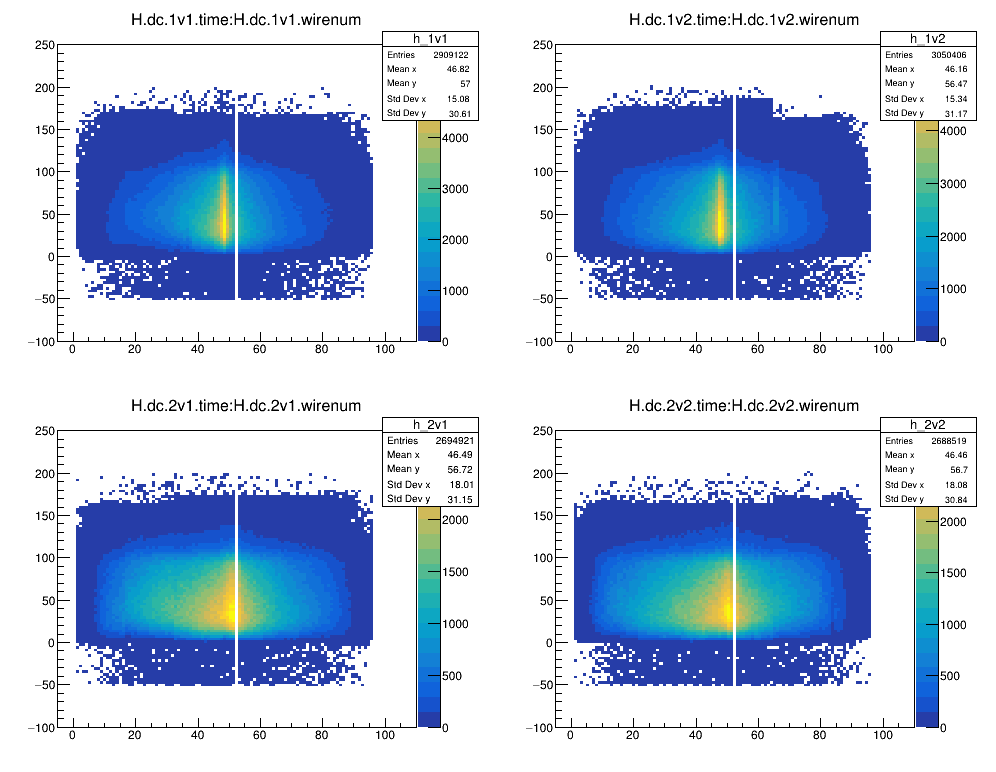 H.dc.1v1.time:H.dc.1v1.wirenum
h_1v1
Entries 2909122
Mean x 46.82
Mean y 57
Std Dev x 15.08
Std Dev y 30.61
250
200
150
100
50
0
−50
−100
0 20 40 60 80 100
4000
3000
2000
1000
0
H.dc.1v2.time:H.dc.1v2.wirenum
h_1v2
Entries 3050406
Mean x 46.16
Mean y 56.47
Std Dev x 15.34
Std Dev y 31.17
250
200
150
100
50
0
−50
−100
0 20 40 60 80 100
4000
3000
2000
1000
0
H.dc.2v1.time:H.dc.2v1.wirenum
h_2v1
Entries 2694921
Mean x 46.49
Mean y 56.72
Std Dev x 18.01
Std Dev y 31.15
250
200
150
100
50
0
−50
−100
0 20 40 60 80 100
2000
1500
1000
500
0
H.dc.2v2.time:H.dc.2v2.wirenum
h_2v2
Entries 2688519
Mean x 46.46
Mean y 56.7
Std Dev x 18.08
Std Dev y 30.84
250
200
150
100
50
0
−50
−100
0 20 40 60 80 100
2000
1500
1000
500
0